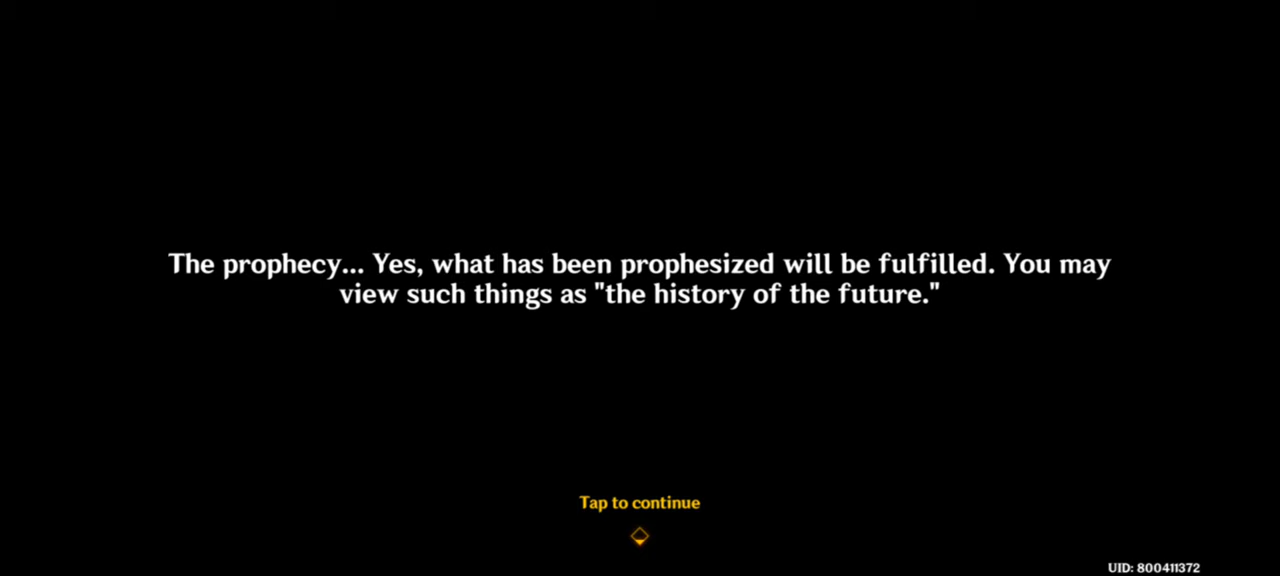 The prophecy... Yes, what has been prophesized will be fulfilled. You may
view such things as "the history of the future."
Tap to continue
UID: 800411372